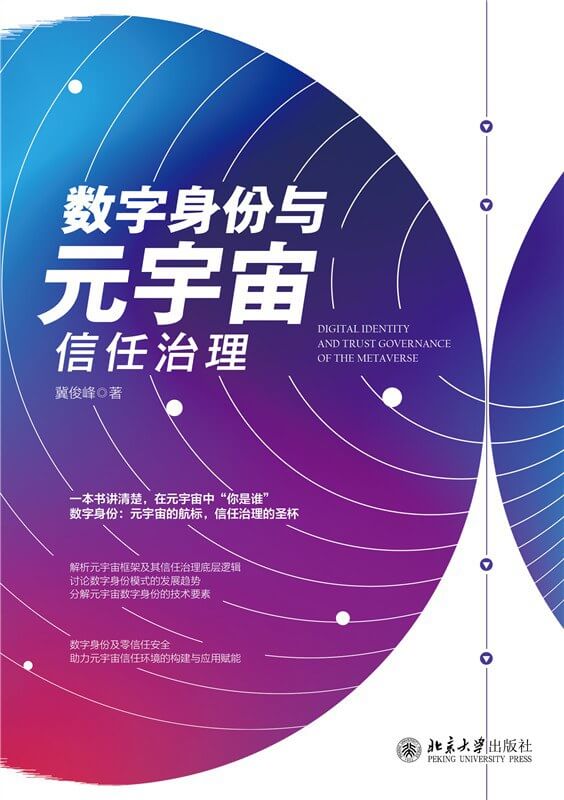 数字身份与
元宇宙
信任治理
DIGITAL IDENTITY
AND TRUST GOVERNANCE
OF THE METAVERSE
冀俊峰◎著
一本书讲清楚，在元宇宙中“你是谁”
数字身份：元宇宙的航标，信任治理的圣杯
解析元宇宙框架及其信任治理底层逻辑
讨论数字身份模式的发展趋势
分解元宇宙数字身份的技术要素
数字身份及零信任安全
助力元宇宙信任环境的构建与应用赋能
北京大学出版社
PEKING UNIVERSITY PRESS